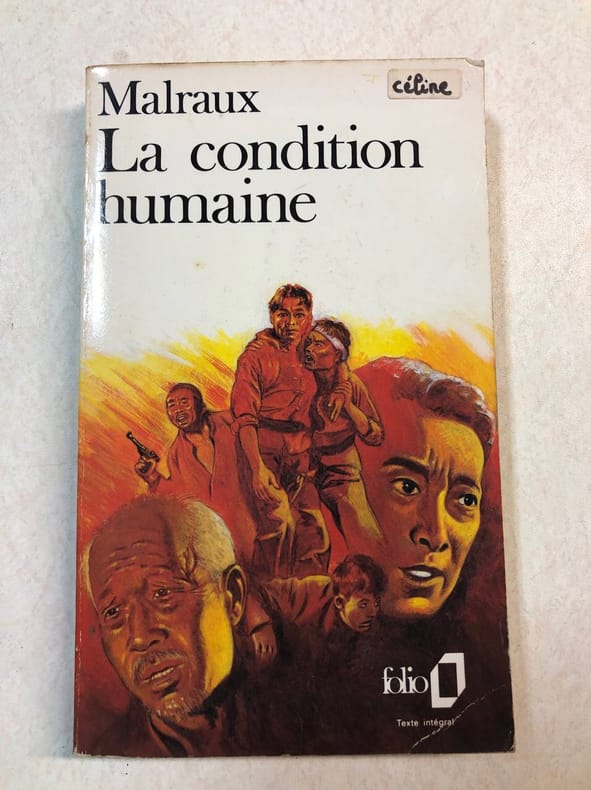 céline
Malraux
La condition
humaine
folio
Texte intégral